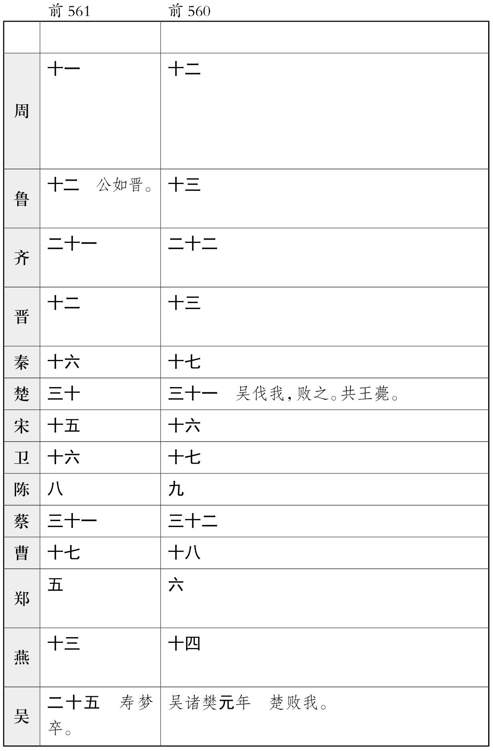 前 561 前 560
周 十一 十二
鲁 十二 公如晋。 十三
齐 二十一 二十二
晋 十二 十三
秦 十六 十七
楚 三十 三十一 吴伐我，败之。共王薨。
宋 十五 十六
卫 十六 十七
陈 八 九
蔡 三十一 三十二
曹 十七 十八
郑 五 六
燕 十三 十四
吴 二十五 寿梦 吴诸樊元年 楚败我。
卒。